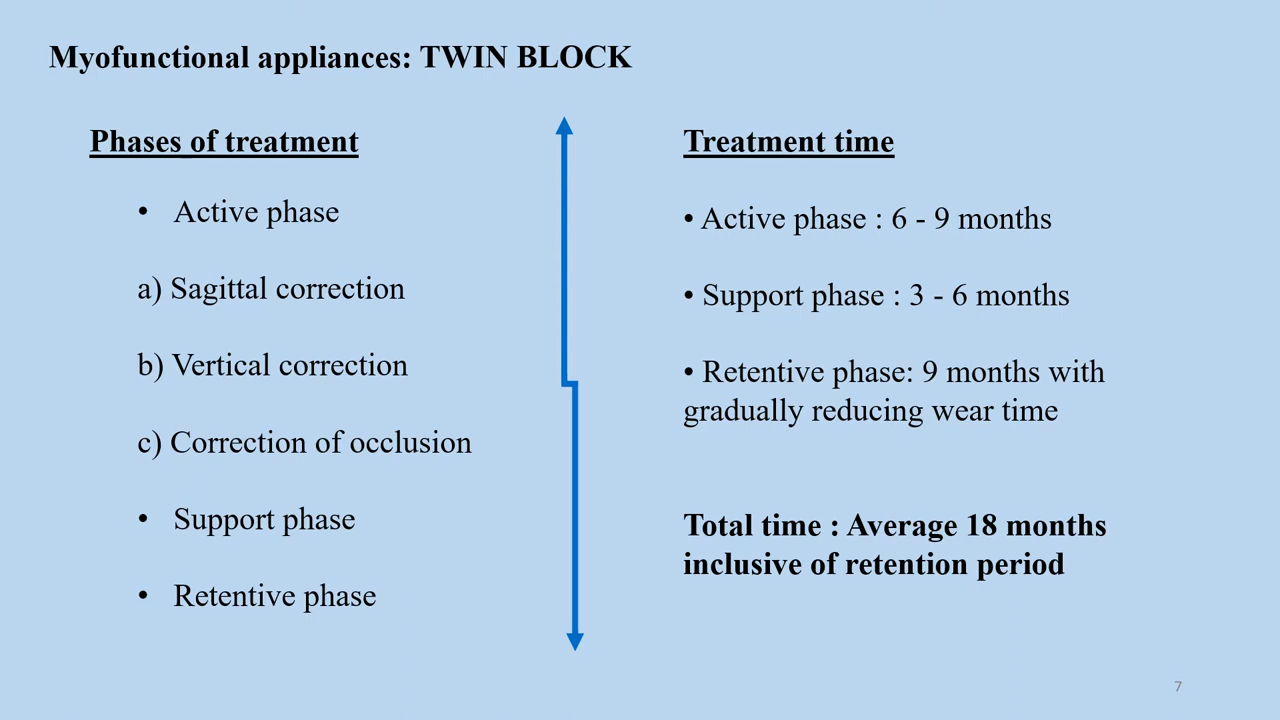 Myofunctional appliances: TWIN BLOCK
Phases of treatment
• Active phase
a) Sagittal correction
b) Vertical correction
c) Correction of occlusion
• Support phase
• Retentive phase
Treatment time
• Active phase : 6 - 9 months
• Support phase : 3 - 6 months
• Retentive phase: 9 months with
gradually reducing wear time
Total time : Average 18 months
inclusive of retention period
7